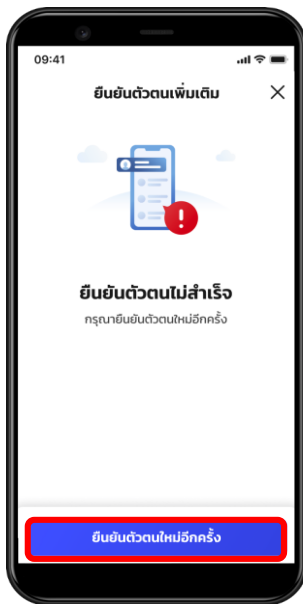 09:41
ยืนยันตัวตนเพิ่มเติม
ยืนยันตัวตนไม่สำเร็จ
กรุณายืนยันตัวตนใหม่อีกครั้ง
ยืนยันตัวตนใหม่อีกครั้ง